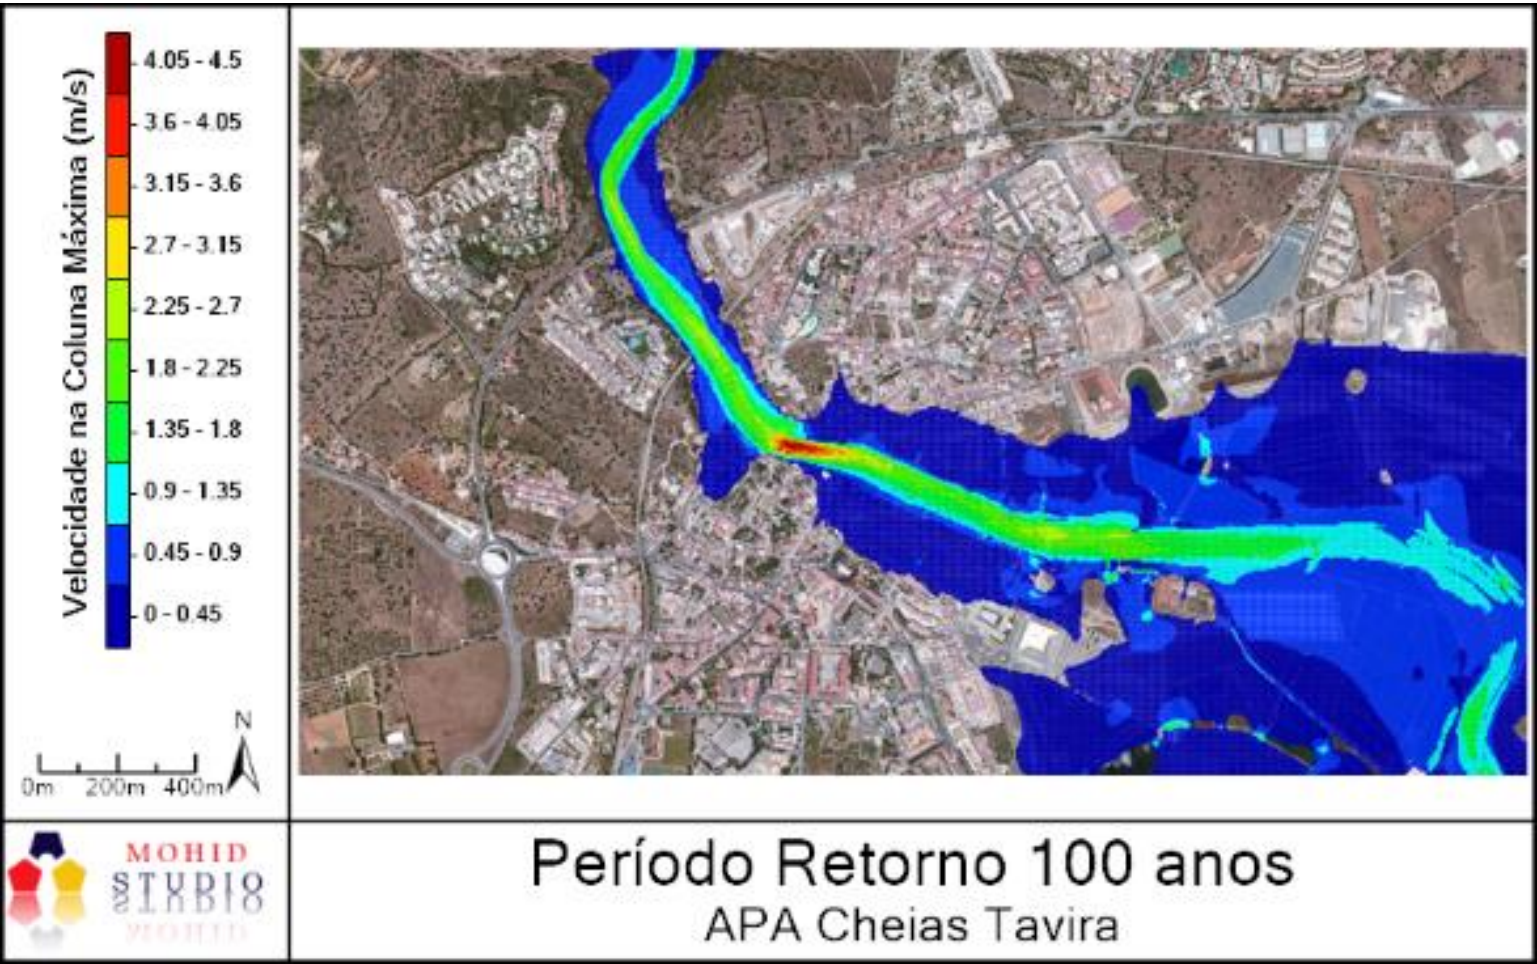 Velocidade na Coluna Máxima (m/s)
4.05 - 4.5
3.6 - 4.05
3.15 - 3.6
2.7 - 3.15
2.25 - 2.7
1.8 - 2.25
1.35 - 1.8
0.9 - 1.35
0.45 - 0.9
0 - 0.45
N
0m 200m 400m
MOHID
STUDIO
Período Retorno 100 anos
APA Cheias Tavira